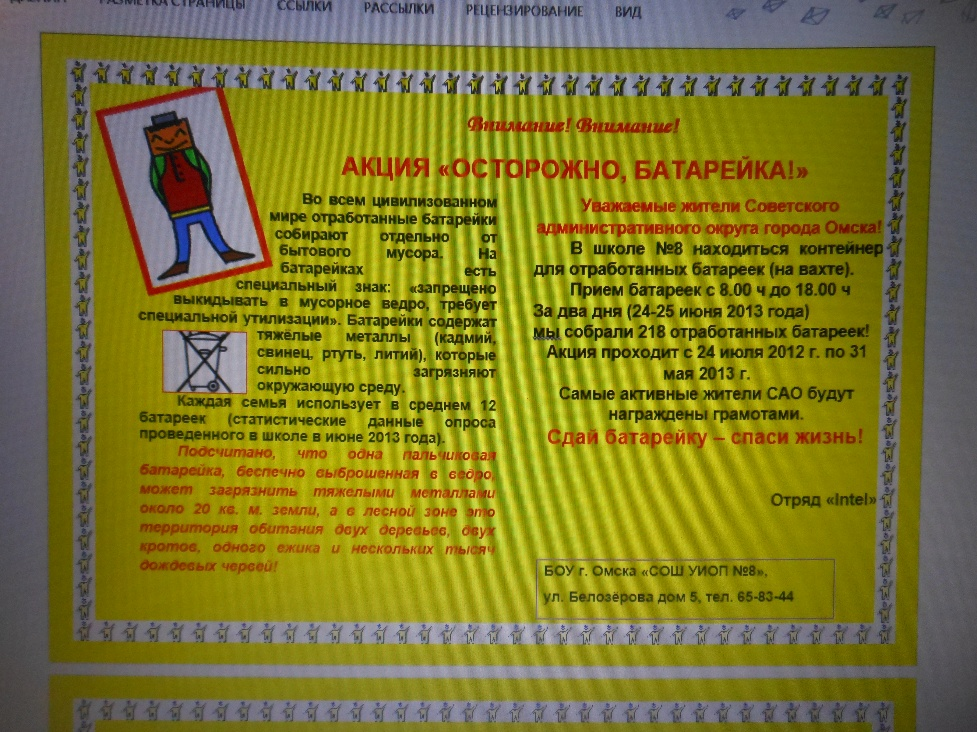 РАЗМЕТКА СТРАНИЦЫ ССЫЛКИ РАССЫЛКИ РЕЦЕНЗИРОВАНИЕ ВИД
Внимание! Внимание!
АКЦИЯ «ОСТОРОЖНО, БАТАРЕЙКА!»
Во всем цивилизованном
мире отработанные батарейки
собирают отдельно от
бытового мусора. На
батарейках есть
специальный знак: «запрещено
выкидывать в мусорное ведро, требует
специальной утилизации». Батарейки содержат
тяжёлые металлы (кадмий,
свинец, ртуть, литий), которые
сильно загрязняют
окружающую среду.
Каждая семья использует в среднем 12
батареек (статистические данные опроса
проведенного в школе в июне 2013 года).
Подсчитано, что одна пальчиковая
батарейка, беспечно выброшенная в ведро,
может загрязнить тяжелыми металлами
около 20 кв. м. земли, а в лесной зоне это
территория обитания двух деревьев, двух
кротов, одного ежика и нескольких тысяч
дождевых червей!
Уважаемые жители Советского
административного округа города Омска!
В школе №8 находиться контейнер
для отработанных батареек (на вахте).
Прием батареек с 8.00 ч до 18.00 ч
За два дня (24-25 июня 2013 года)
мы собрали 218 отработанных батареек!
Акция проходит с 24 июля 2012 г. по 31
мая 2013 г.
Самые активные жители САО будут
награждены грамотами.
Сдай батарейку – спаси жизнь!
Отряд «Intel»
БОУ г. Омска «СОШ УИОП №8»,
ул. Белозёрова дом 5, тел. 65-83-44